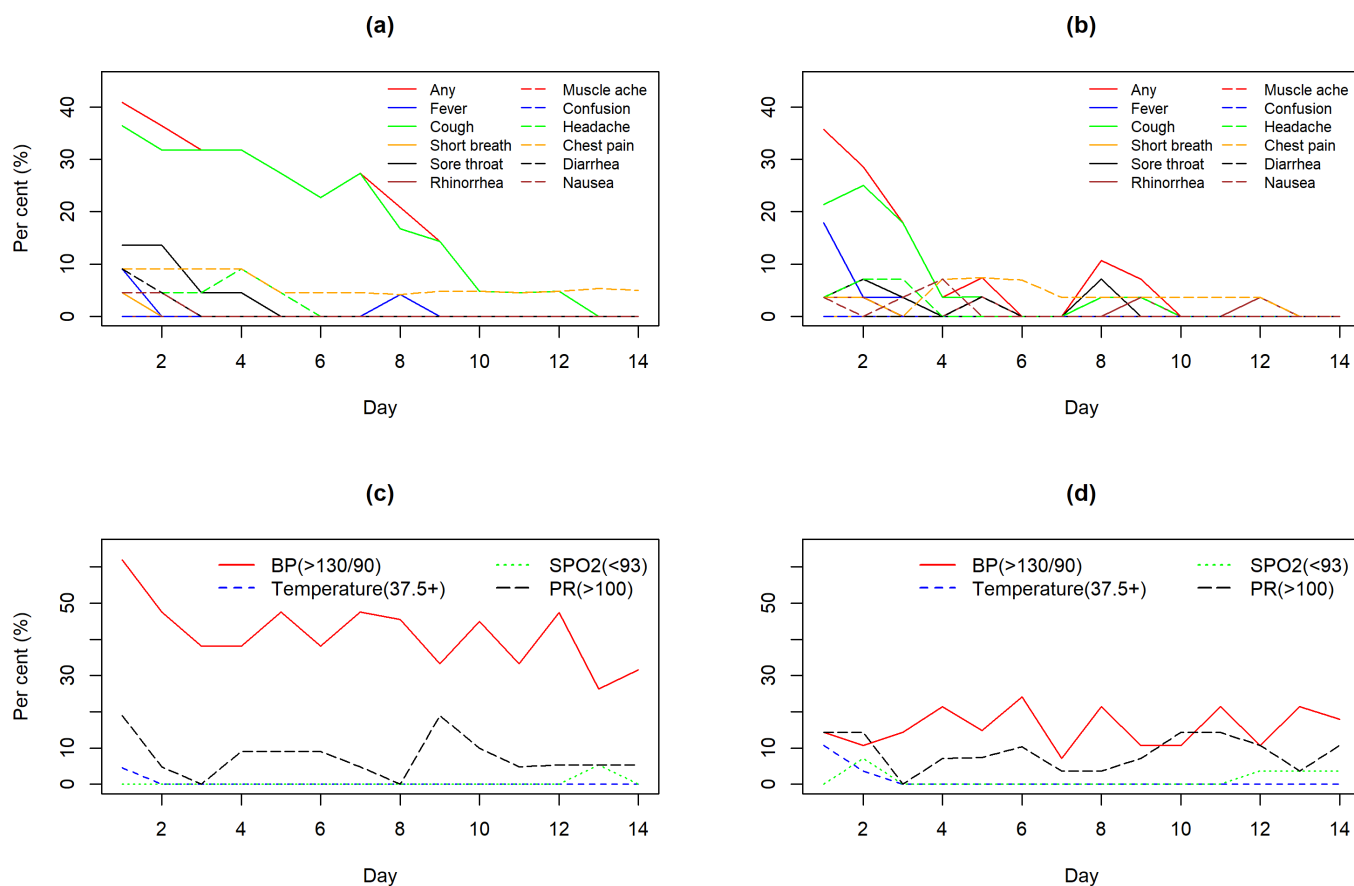 (a)
Per cent (%)
40
30
20
10
0
Any
Fever
Cough
Short breath
Sore throat
Rhinorrhea
Muscle ache
Confusion
Headache
Chest pain
Diarrhea
Nausea
2 4 6 8 10 12 14
Day
(b)
40
30
20
10
0
Any
Fever
Cough
Short breath
Sore throat
Rhinorrhea
Muscle ache
Confusion
Headache
Chest pain
Diarrhea
Nausea
2 4 6 8 10 12 14
Day
(c)
Per cent (%)
50
30
10
0
BP(>130/90)
Temperature(37.5+)
SPO2(<93)
PR(>100)
2 4 6 8 10 12 14
Day
(d)
50
30
10
0
BP(>130/90)
Temperature(37.5+)
SPO2(<93)
PR(>100)
2 4 6 8 10 12 14
Day